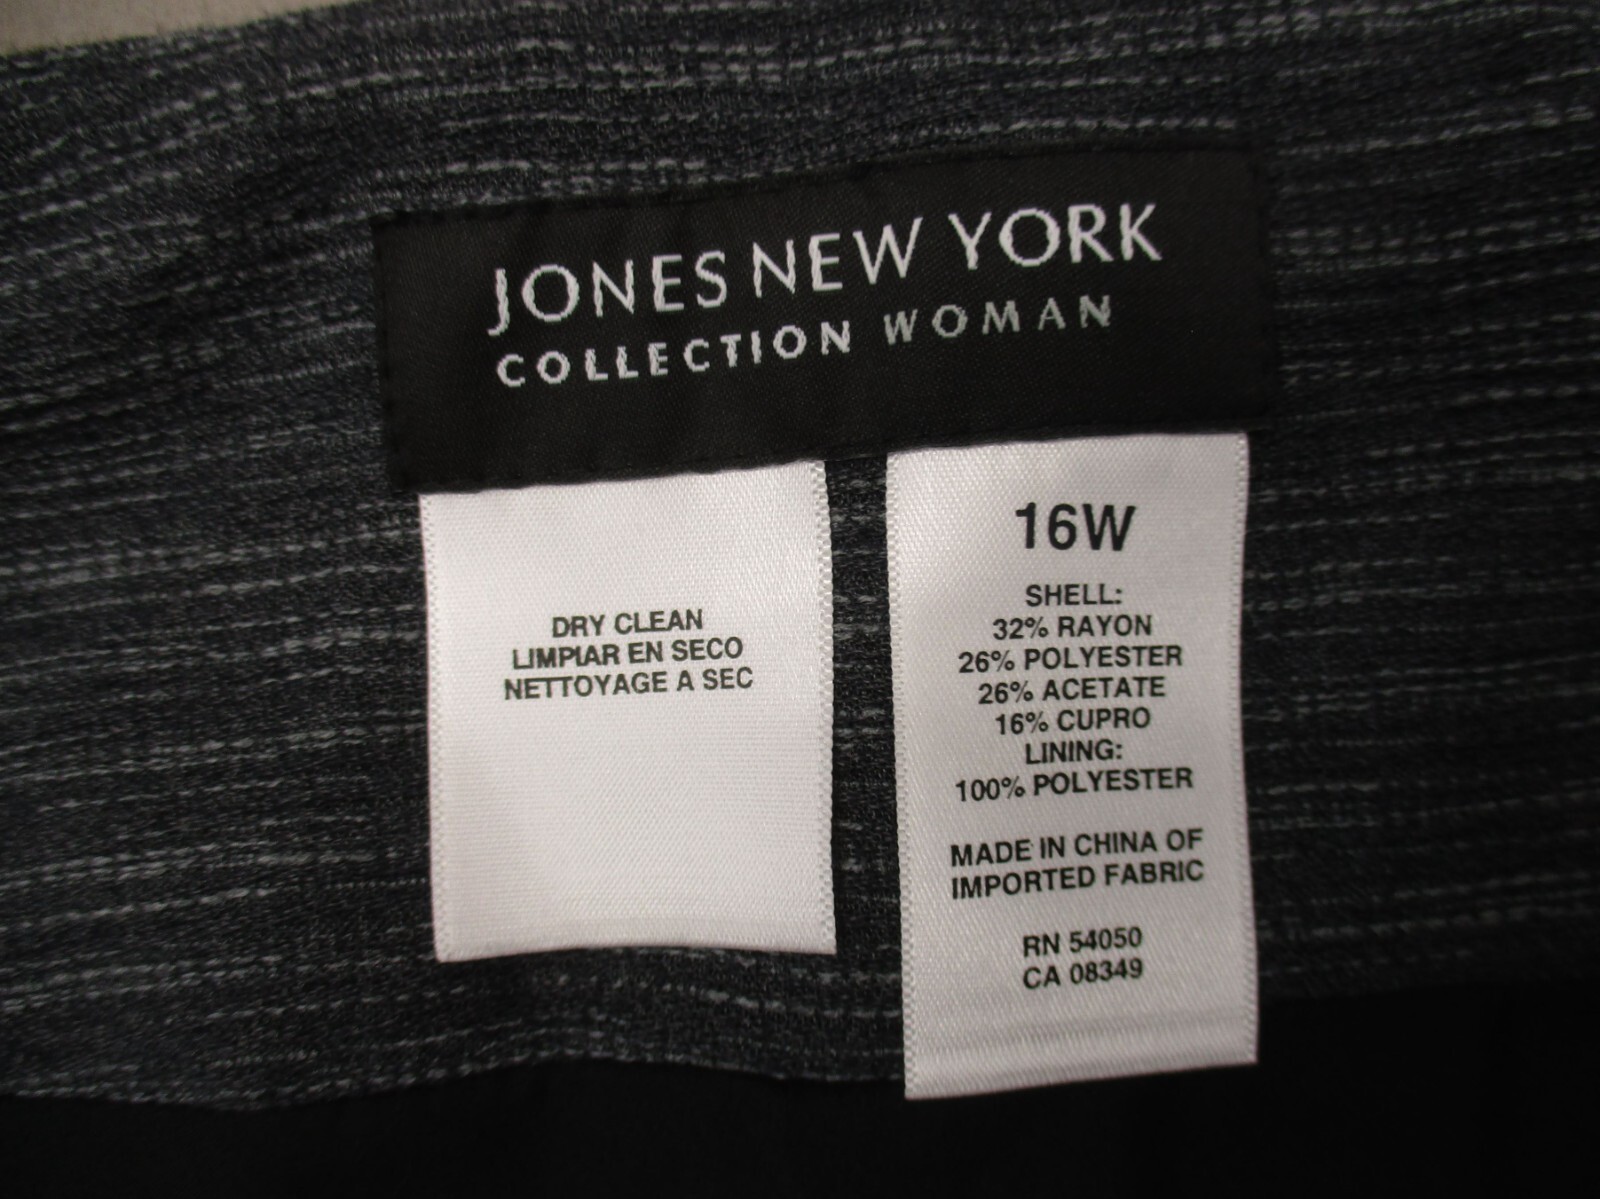 JONES NEW YORK
COLLECTION WOMAN
DRY CLEAN
LIMPIAR EN SECO
NETTOYAGE A SEC
16W
SHELL:
32% RAYON
26% POLYESTER
26% ACETATE
16% CUPRO
LINING:
100% POLYESTER
MADE IN CHINA OF
IMPORTED FABRIC
RN 54050
CA 08349